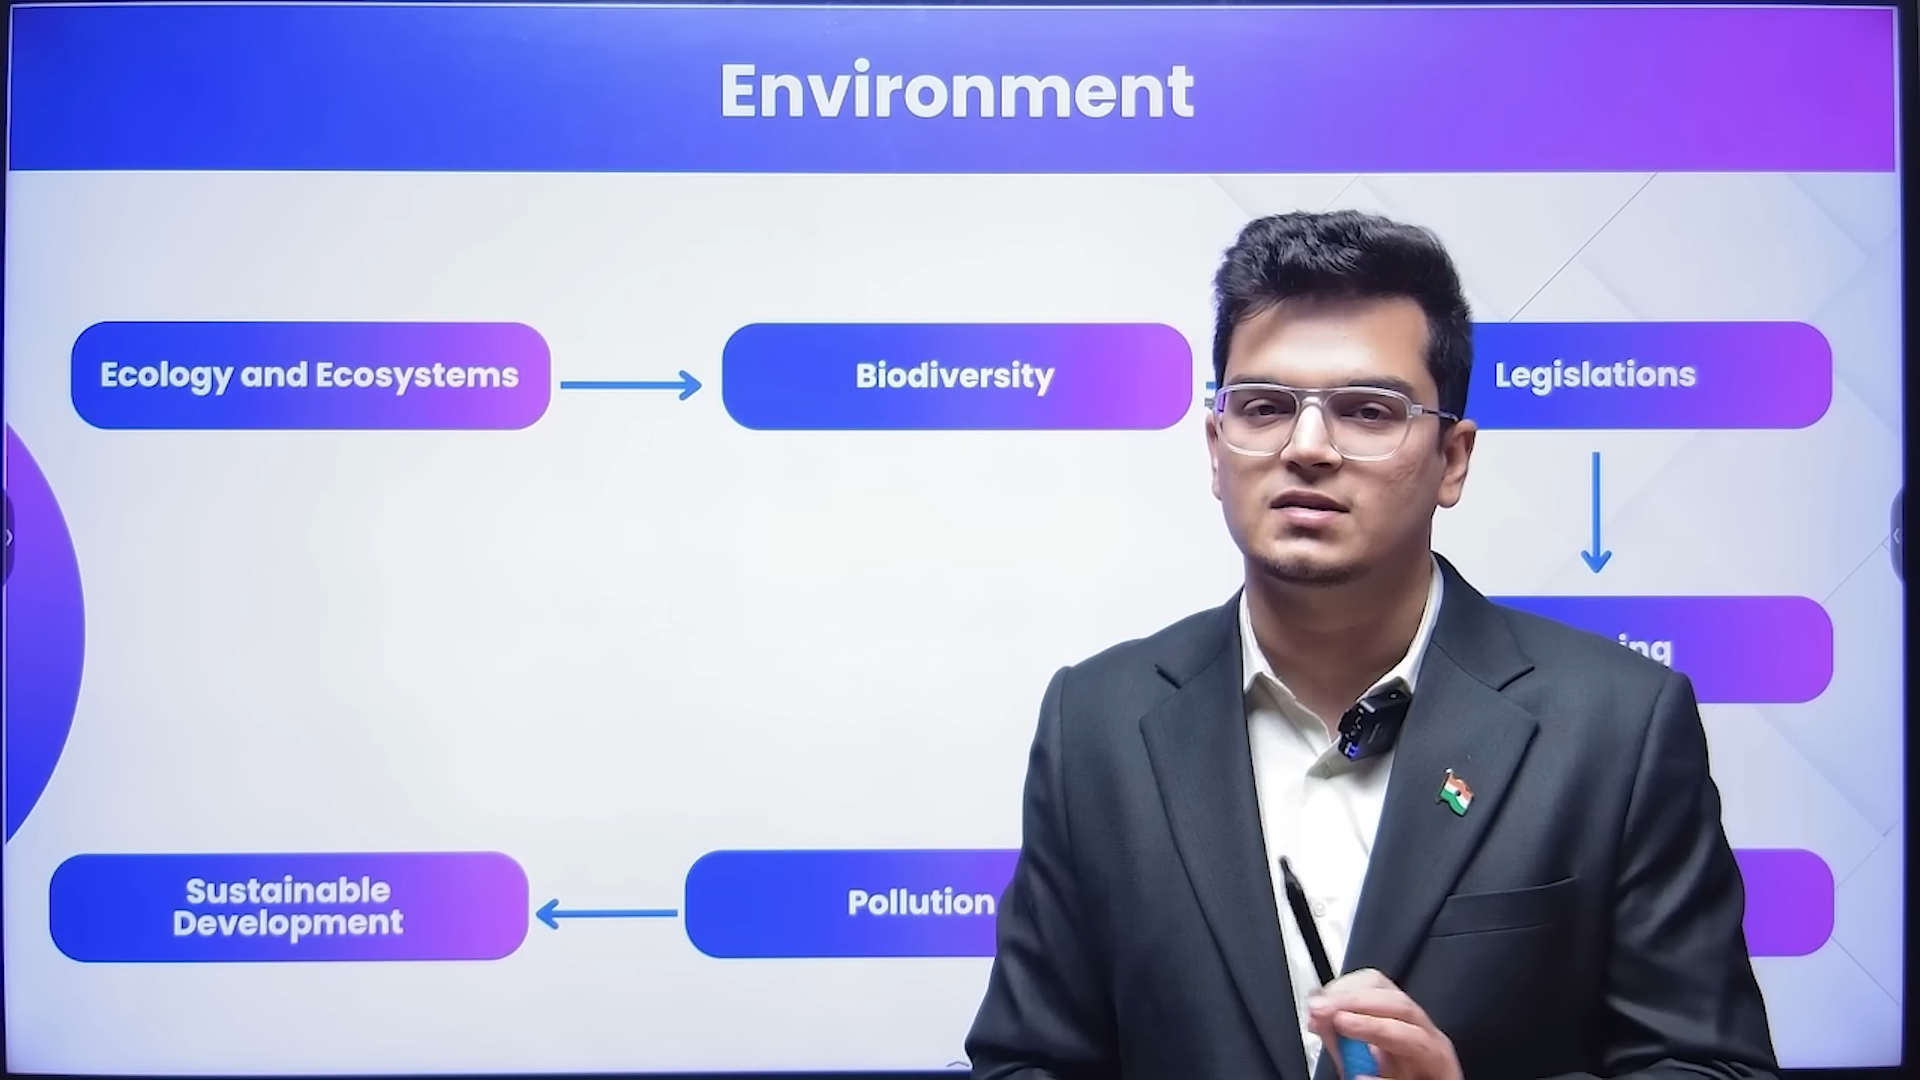 Environment
Ecology and Ecosystems
Biodiversity
Legislations
Pollution
Sustainable
Development